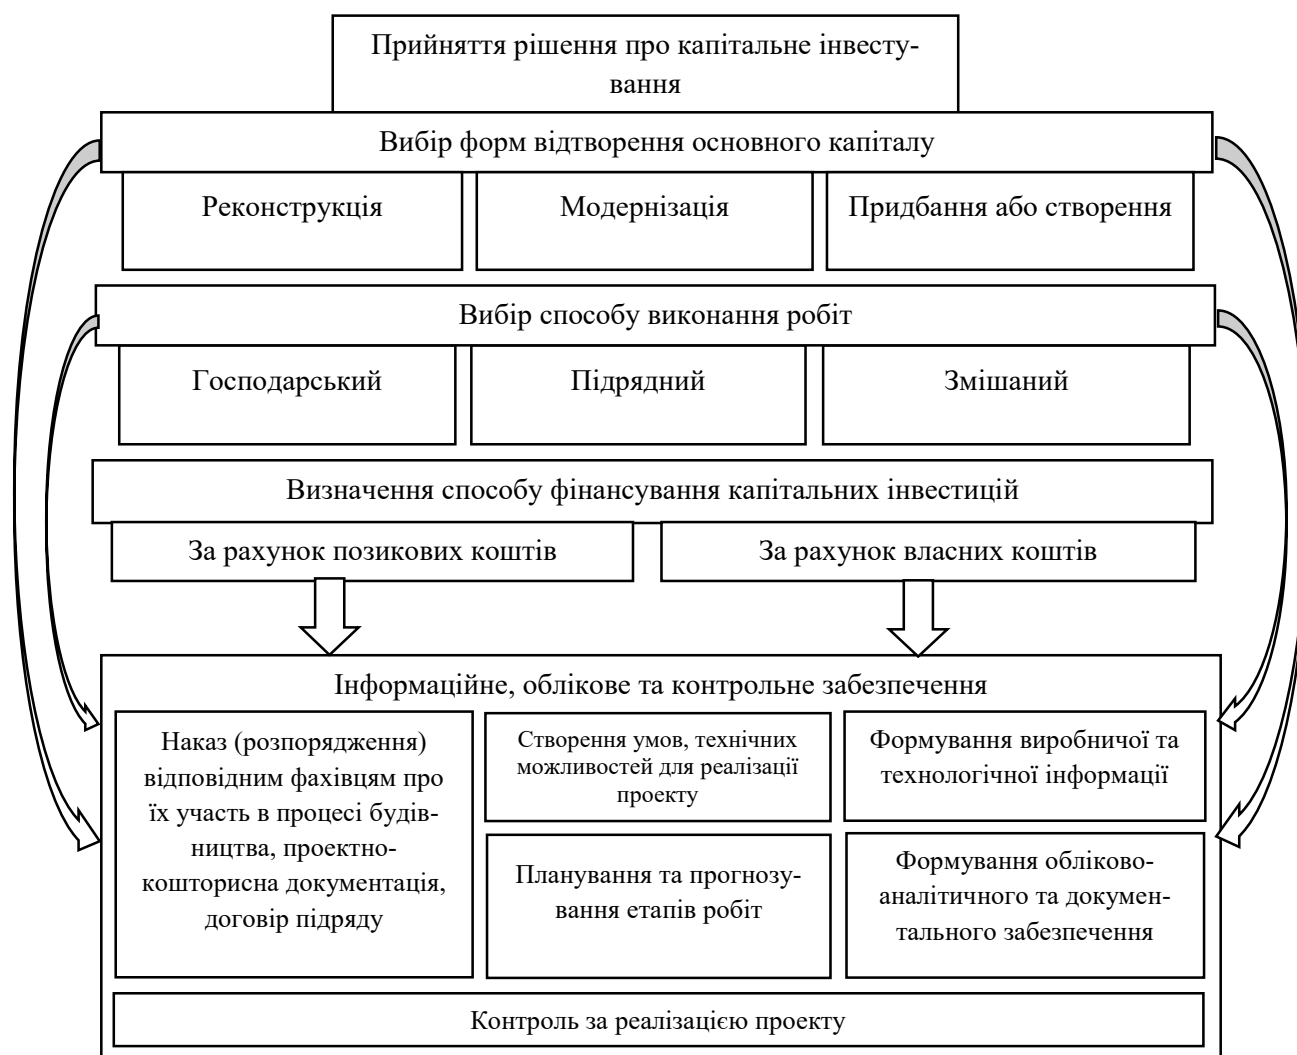 Прийняття рішення про капітальне інвесту-
вання
Вибір форм відтворення основного капіталу
Реконструкція
Модернізація
Придбання або створення
Вибір способу виконання робіт
Господарський
Підрядний
Змішаний
Визначення способу фінансування капітальних інвестицій
За рахунок позикових коштів
За рахунок власних коштів
Інформаційне, облікове та контрольне забезпечення
Наказ (розпорядження)
відповідним фахівцям про
їх участь в процесі будів-
ництва, проектно-
кошторисна документація,
договір підряду
Створення умов, технічних
можливостей для реалізації
проекту
Формування виробничої та
технологічної інформації
Планування та прогнозу-
вання етапів робіт
Формування обліково-
аналітичного та докумен-
тального забезпечення
Контроль за реалізацією проекту